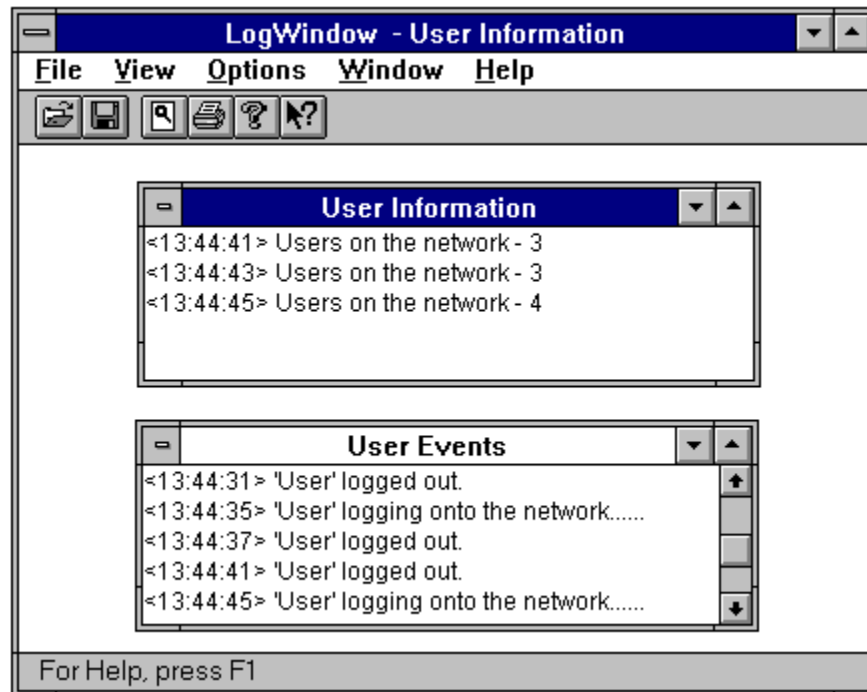 LogWindow - User Information
File View Options Window Help
User Information
<13:44:41> Users on the network - 3
<13:44:43> Users on the network - 3
<13:44:45> Users on the network - 4
User Events
<13:44:31> 'User' logged out.
<13:44:35> 'User' logging onto the network......
<13:44:37> 'User' logged out.
<13:44:41> 'User' logged out.
<13:44:45> 'User' logging onto the network......
For Help, press F1